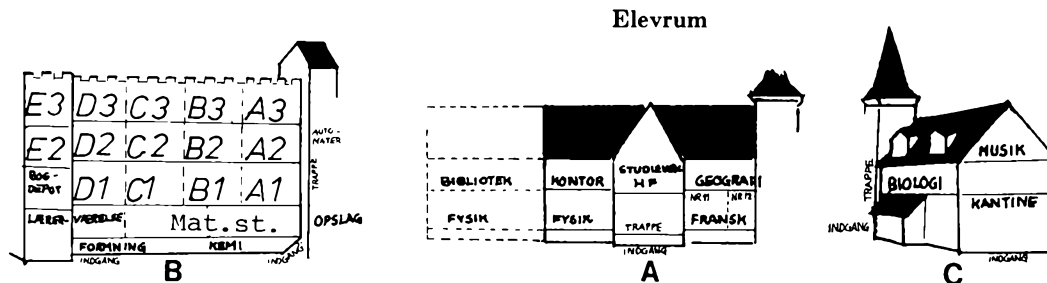 Elevrum
E3 D3 C3 B3 A3
E2 D2 C2 B2 A2
AUTO-
MATER
TRAPPE
BOG-
DEPOT
D1 C1 B1 A1
LÆRER- VÆRELSE Mat.st. OPSLAG
FORMNING KEMI
INDGANG INDGANG
B
BIBLIOTEK KONTOR HF GEOGRAFI
NR 11 NR 12
FYSIK FYSIK TRAPPE FRANSK
INDGANG
A
MUSIK
TRAPPE BIOLOGI
KANTINE
INDGANG
INDGANG
C